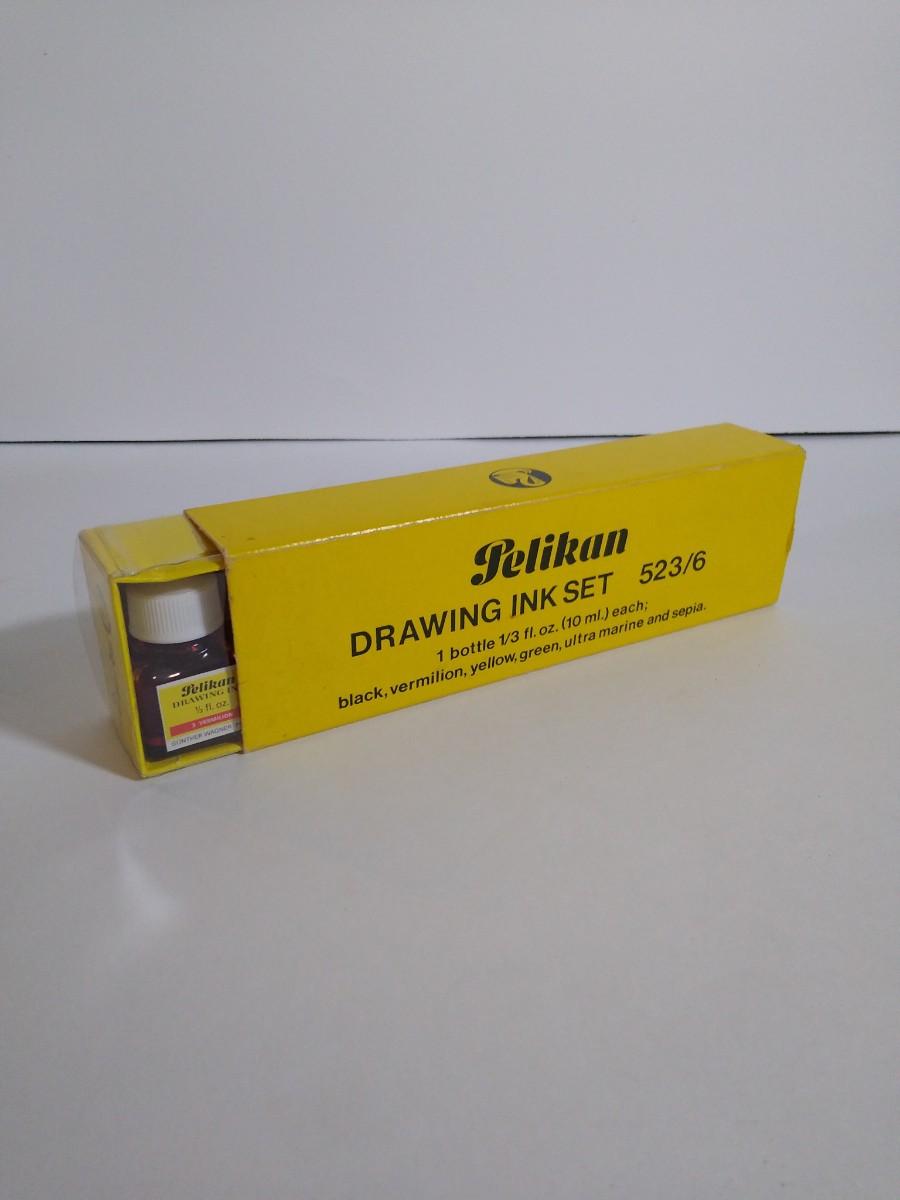 Pelikan
DRAWING INK SET 523/6
1 bottle 1/3 fl. oz. (10 ml.) each;
black, vermilion, yellow, green, ultra marine and sepia.
Pelikan
DRAWING IN
⅓ fl. oz.
3 VERMILION
GÜNTHER WAGNER